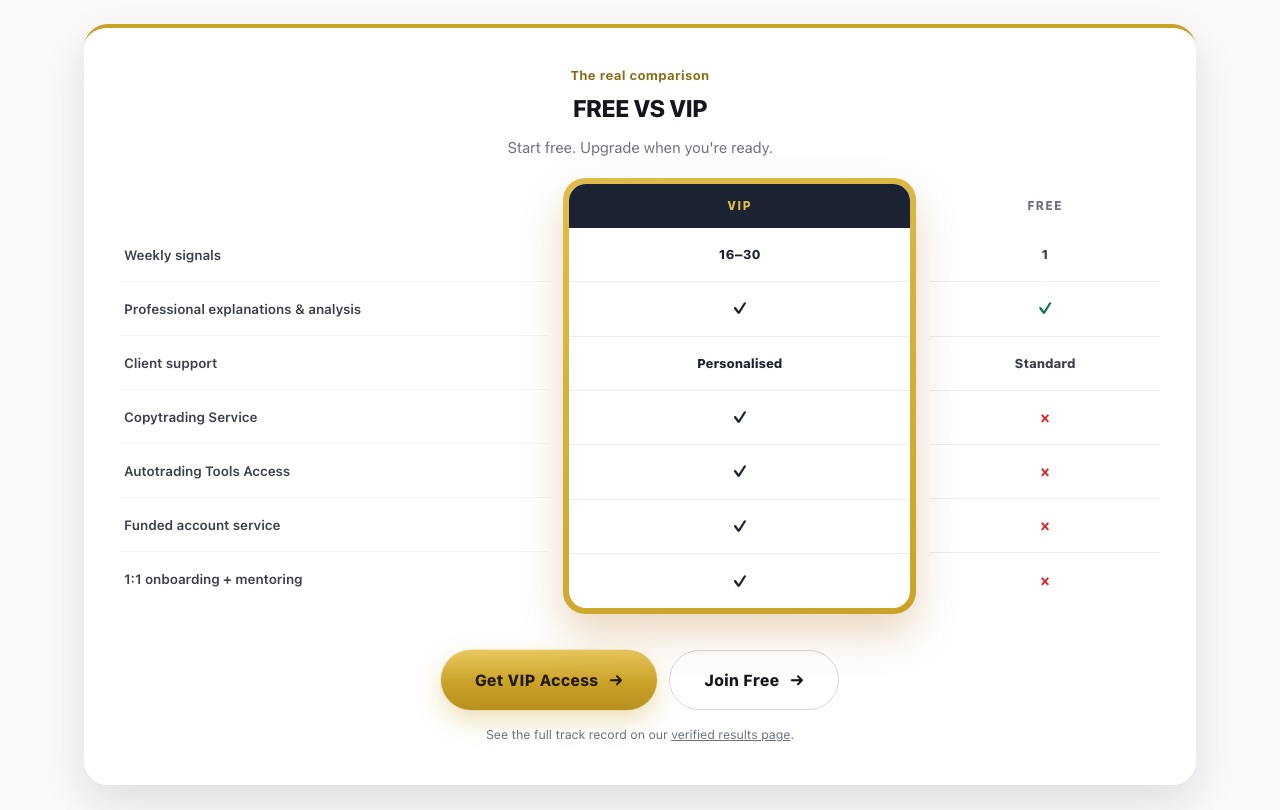 The real comparison
FREE VS VIP
Start free. Upgrade when you're ready.
VIP FREE
Weekly signals 16–30 1
Professional explanations & analysis ✓ ✓
Client support Personalised Standard
Copytrading Service ✓ ×
Autotrading Tools Access ✓ ×
Funded account service ✓ ×
1:1 onboarding + mentoring ✓ ×
Get VIP Access → Join Free →
See the full track record on our verified results page.